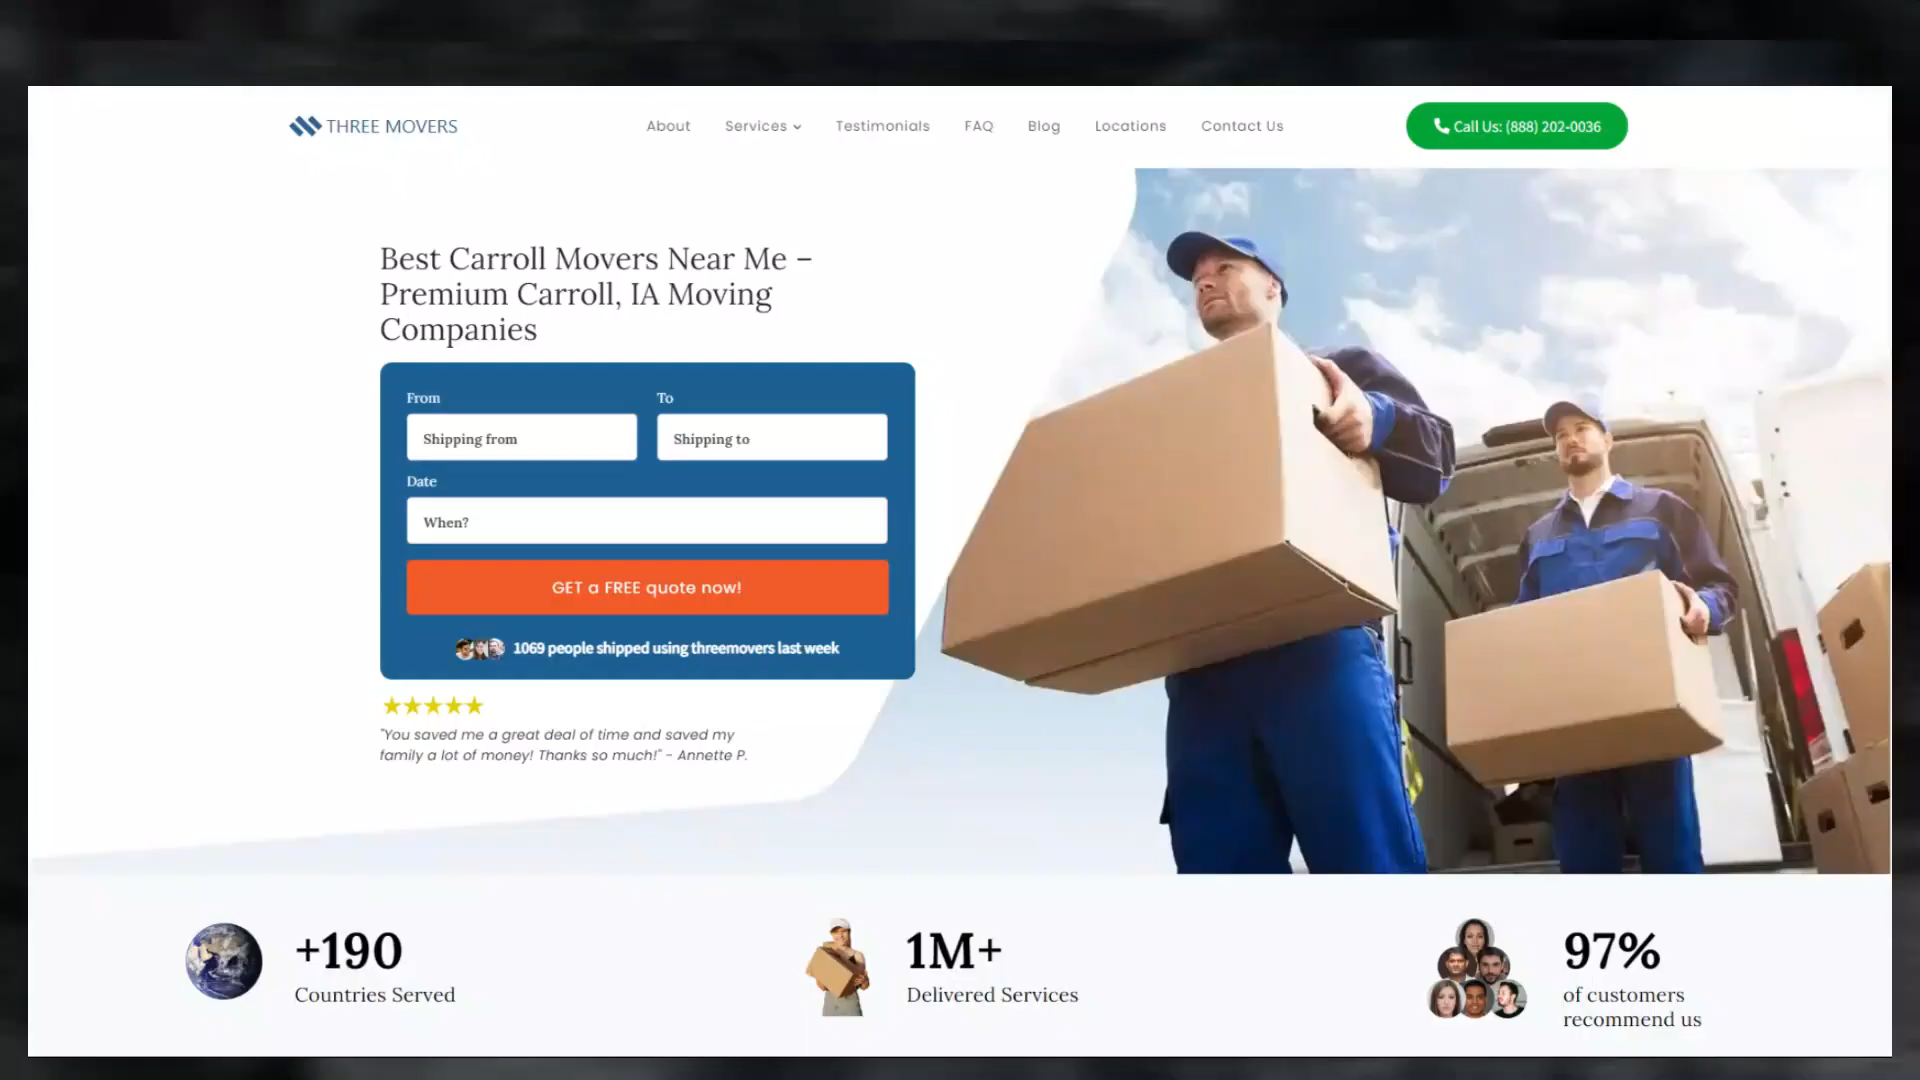 THREE MOVERS
About
Services
Testimonials
FAQ
Blog
Locations
Contact Us
Call Us: (888) 202-0036
Best Carroll Movers Near Me –
Premium Carroll, IA Moving
Companies
From
To
Shipping from
Shipping to
Date
When?
GET a FREE quote now!
1069 people shipped using threemovers last week
"You saved me a great deal of time and saved my
family a lot of money! Thanks so much!" - Annette P.
+190
Countries Served
1M+
Delivered Services
97%
of customers
recommend us